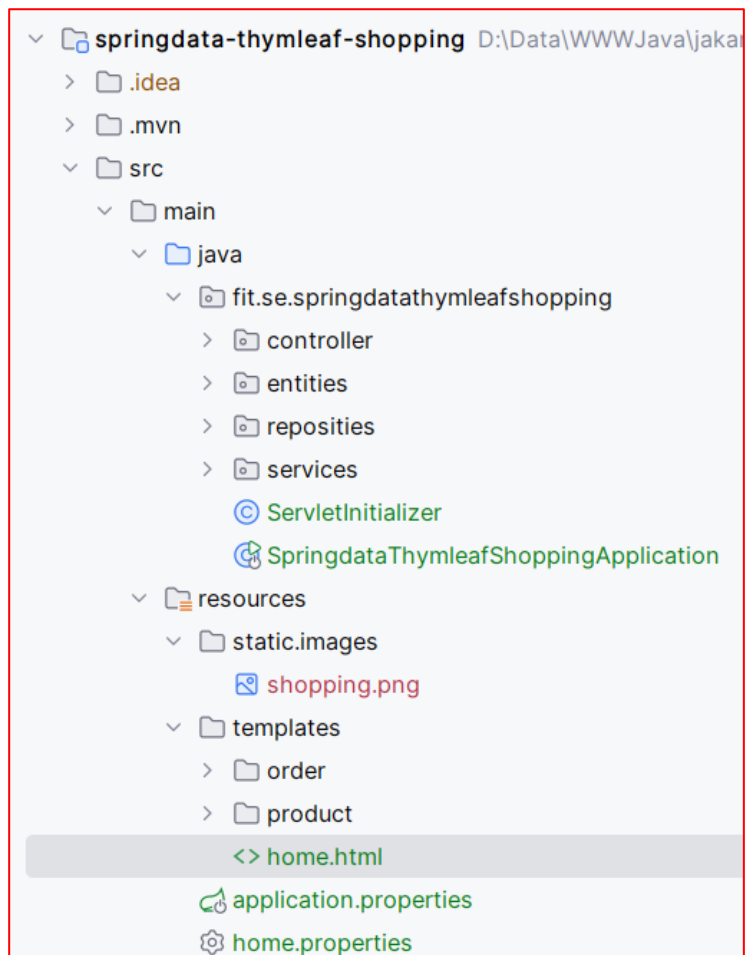 springdata-thymleaf-shopping D:\Data\WWWJava\jakar
.idea
.mvn
src
main
java
fit.se.springdatathymleafshopping
controller
entities
reposities
services
ServletInitializer
SpringdataThymleafShoppingApplication
resources
static.images
shopping.png
templates
order
product
home.html
application.properties
home.properties